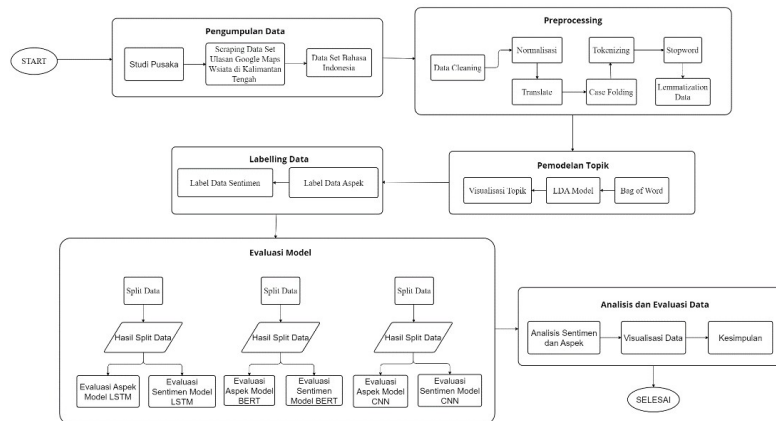 Pengumpulan Data
START
Studi Pusaka
Scraping Data Set
Ulasan Google Maps
Wsiata di Kalimantan
Tengah
Data Set Bahasa
Indonesia
Preprocessing
Data Cleaning
Normalisasi
Translate
Case Folding
Tokenizing
Stopword
Lemmatization
Data
Pemodelan Topik
Visualisasi Topik
LDA Model
Bag of Word
Labelling Data
Label Data Sentimen
Label Data Aspek
Evaluasi Model
Split Data
Hasil Split Data
Evaluasi Aspek
Model LSTM
Evaluasi
Sentimen Model
LSTM
Split Data
Hasil Split Data
Evaluasi
Aspek Model
BERT
Evaluasi
Sentimen
Model BERT
Split Data
Hasil Split Data
Evaluasi
Aspek Model
CNN
Evaluasi
Sentimen Model
CNN
Analisis dan Evaluasi Data
Analisis Sentimen
dan Aspek
Visualisasi Data
Kesimpulan
SELESAI